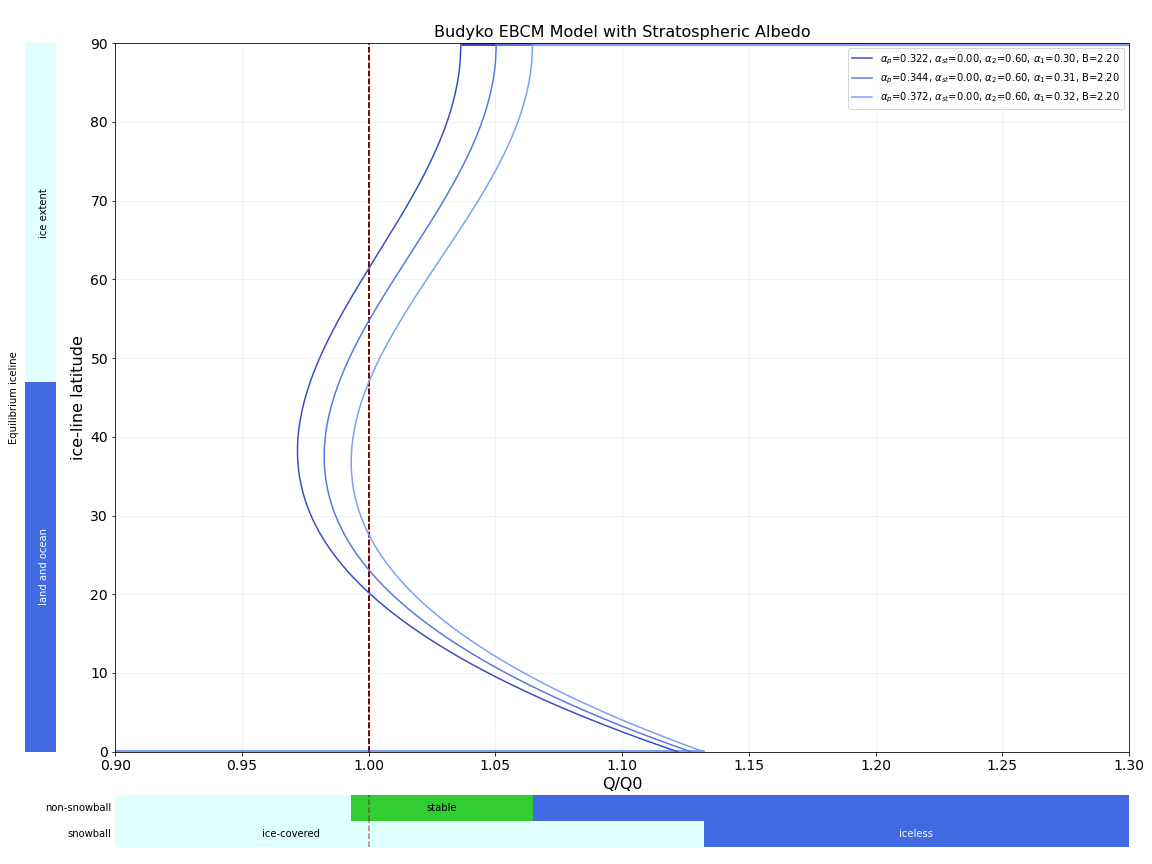 Budyko EBCM Model with Stratospheric Albedo
αp=0.322, αst=0.00, α2=0.60, α1=0.30, B=2.20
αp=0.344, αst=0.00, α2=0.60, α1=0.31, B=2.20
αp=0.372, αst=0.00, α2=0.60, α1=0.32, B=2.20
90
80
70
60
50
40
30
20
10
0
ice-line latitude
Equilibrium iceline
ice extent
land and ocean
0.90 0.95 1.00 1.05 1.10 1.15 1.20 1.25 1.30
Q/Q0
non-snowball stable
snowball ice-covered iceless